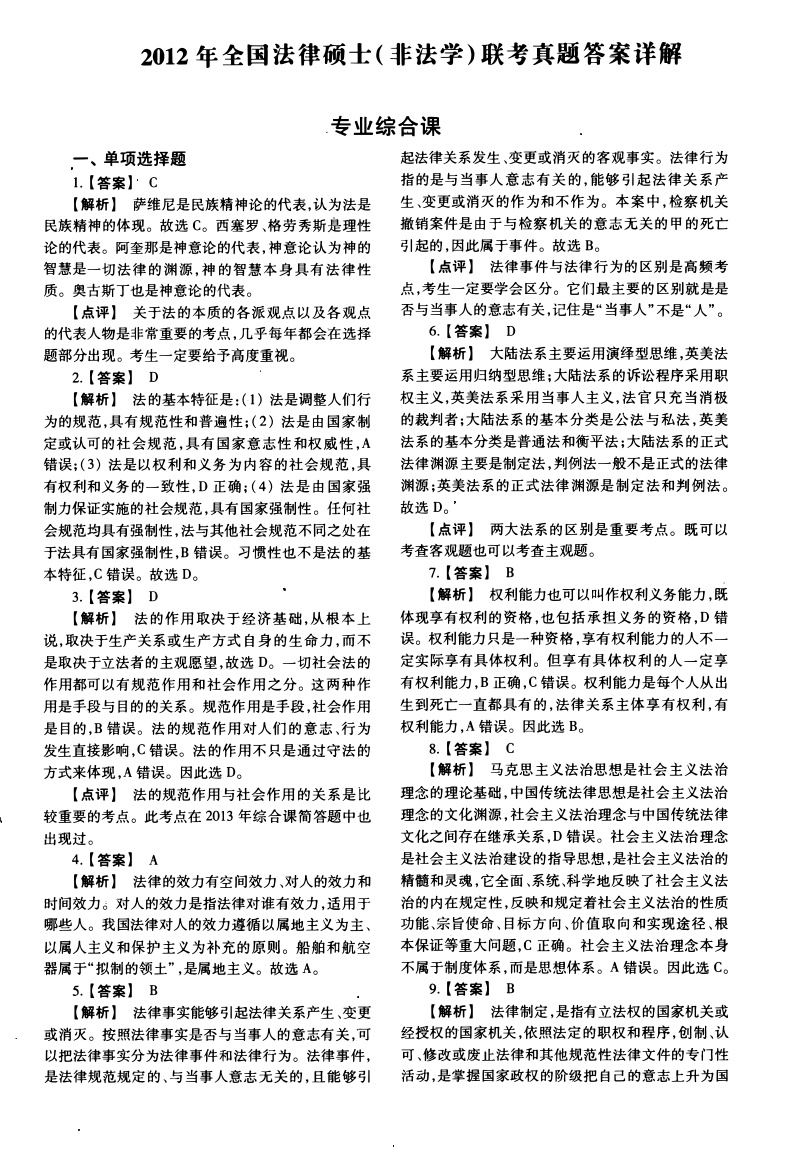 2012年全国法律硕士(非法学)联考真题答案详解
专业综合课
一、单项选择题
1.【答案】 C
【解析】 萨维尼是民族精神论的代表,认为法是
民族精神的体现。故选C。西塞罗、格劳秀斯是理性
论的代表。阿奎那是神意论的代表,神意论认为神的
智慧是一切法律的渊源,神的智慧本身具有法律性
质。奥古斯丁也是神意论的代表。
【点评】 关于法的本质的各派观点以及各观点
的代表人物是非常重要的考点,几乎每年都会在选择
题部分出现。考生一定要给予高度重视。
2.【答案】 D
【解析】 法的基本特征是:(1) 法是调整人们行
为的规范,具有规范性和普遍性;(2) 法是由国家制
定或认可的社会规范,具有国家意志性和权威性,A
错误;(3) 法是以权利和义务为内容的社会规范,具
有权利和义务的一致性,D正确;(4) 法是由国家强
制力保证实施的社会规范,具有国家强制性。任何社
会规范均具有强制性,法与其他社会规范不同之处在
于法具有国家强制性,B错误。习惯性也不是法的基
本特征,C错误。故选D。
3.【答案】 D
【解析】 法的作用取决于经济基础,从根本上
说,取决于生产关系或生产方式自身的生命力,而不
是取决于立法者的主观愿望,故选D。一切社会法的
作用都可以有规范作用和社会作用之分。这两种作
用是手段与目的的关系。规范作用是手段,社会作用
是目的,B错误。法的规范作用对人们的意志、行为
发生直接影响,C错误。法的作用不只是通过守法的
方式来体现,A错误。因此选D。
【点评】 法的规范作用与社会作用的关系是比
较重要的考点。此考点在2013年综合课简答题中也
出现过。
4.【答案】 A
【解析】 法律的效力有空间效力、对人的效力和
时间效力。对人的效力是指法律对谁有效力,适用于
哪些人。我国法律对人的效力遵循以属地主义为主、
以属人主义和保护主义为补充的原则。船舶和航空
器属于“拟制的领土”,是属地主义。故选A。
5.【答案】 B
【解析】 法律事实能够引起法律关系产生、变更
或消灭。按照法律事实是否与当事人的意志有关,可
以把法律事实分为法律事件和法律行为。法律事件,
是法律规范规定的、与当事人意志无关的,且能够引
起法律关系发生、变更或消灭的客观事实。法律行为
指的是与当事人意志有关的,能够引起法律关系产
生、变更或消灭的作为和不作为。本案中,检察机关
撤销案件是由于与检察机关的意志无关的甲的死亡
引起的,因此属于事件。故选B。
【点评】 法律事件与法律行为的区别是高频考
点,考生一定要学会区分。它们最主要的区别就是是
否与当事人的意志有关,记住是“当事人”不是“人”。
6.【答案】 D
【解析】 大陆法系主要运用演绎型思维,英美法
系主要运用归纳型思维;大陆法系的诉讼程序采用职
权主义,英美法系采用当事人主义,法官只充当消极
的裁判者;大陆法系的基本分类是公法与私法,英美
法系的基本分类是普通法和衡平法;大陆法系的正式
法律渊源主要是制定法,判例法一般不是正式的法律
渊源;英美法系的正式法律渊源是制定法和判例法。
故选D。
【点评】 两大法系的区别是重要考点。既可以
考查客观题也可以考查主观题。
7.【答案】 B
【解析】 权利能力也可以叫作权利义务能力,既
体现享有权利的资格,也包括承担义务的资格,D错
误。权利能力只是一种资格,享有权利能力的人不一
定实际享有具体权利。但享有具体权利的人一定享
有权利能力,B正确,C错误。权利能力是每个人从出
生到死亡一直都具有的,法律关系主体享有权利,有
权利能力,A错误。因此选B。
8.【答案】 C
【解析】 马克思主义法治思想是社会主义法治
理念的理论基础,中国传统法律思想是社会主义法治
理念的文化渊源,社会主义法治理念与中国传统法律
文化之间存在继承关系,D错误。社会主义法治理念
是社会主义法治建设的指导思想,是社会主义法治的
精髓和灵魂,它全面、系统、科学地反映了社会主义法
治的内在规定性,反映和规定着社会主义法治的性质
功能、宗旨使命、目标方向、价值取向和实现途径、根
本保证等重大问题,C正确。社会主义法治理念本身
不属于制度体系,而是思想体系。A错误。因此选C。
9.【答案】 B
【解析】 法律制定,是指有立法权的国家机关或
经授权的国家机关,依照法定的职权和程序,创制、认
可、修改或废止法律和其他规范性法律文件的专门性
活动,是掌握国家政权的阶级把自己的意志上升为国